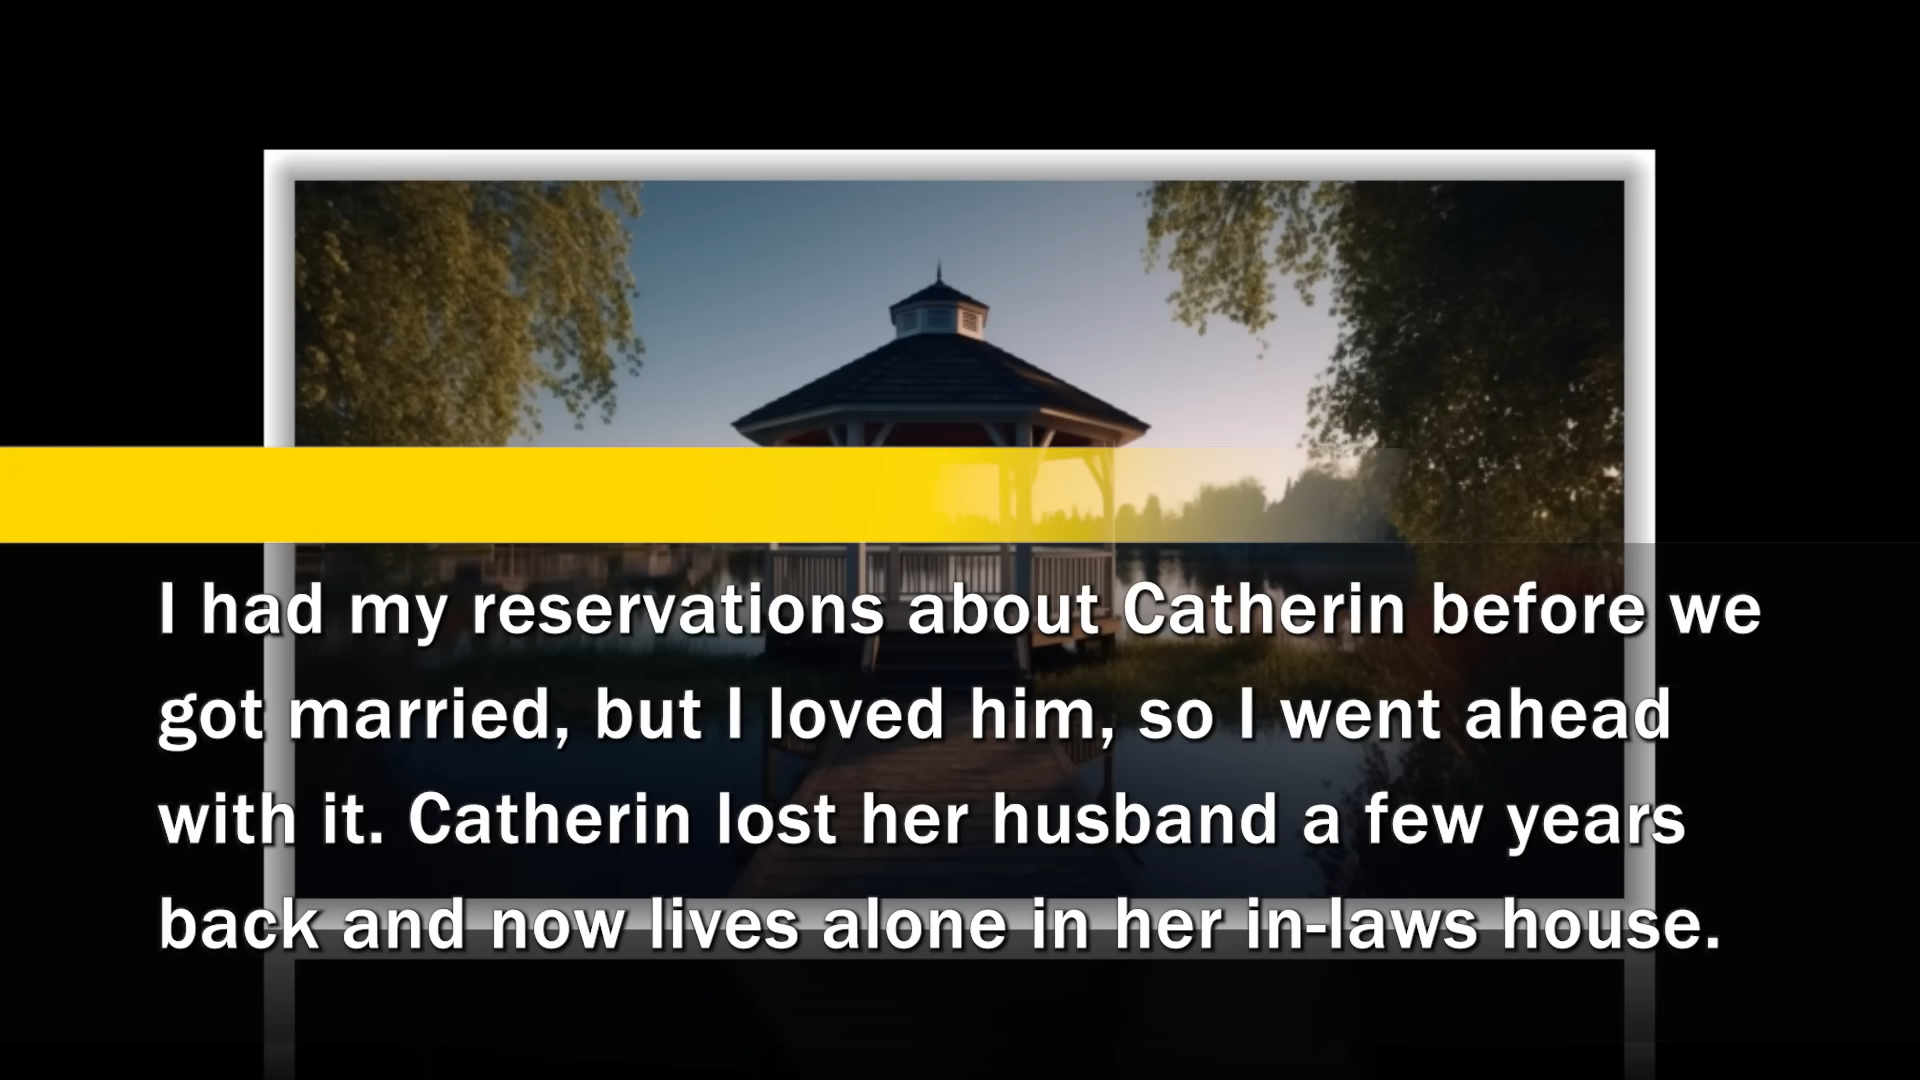 I had my reservations about Catherin before we
got married, but I loved him, so I went ahead
with it. Catherin lost her husband a few years
back and now lives alone in her in-laws house.